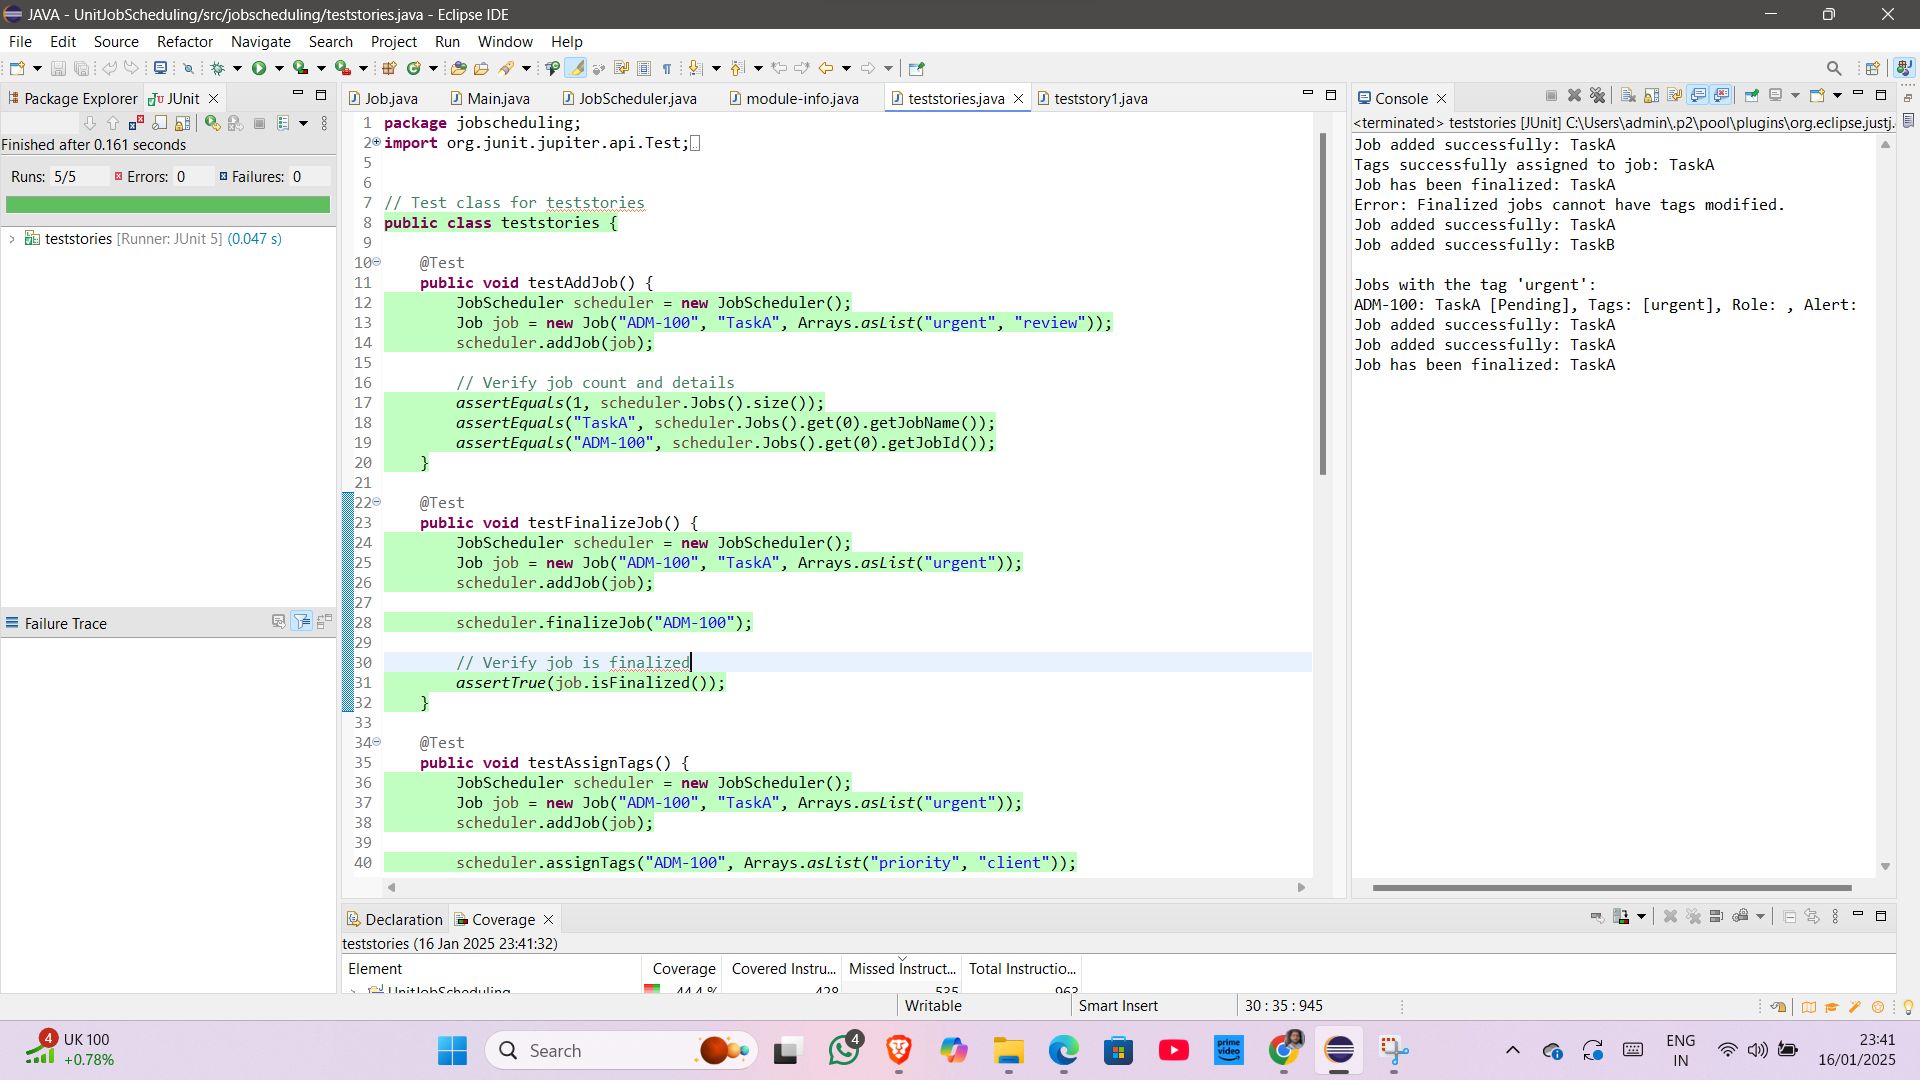 JAVA - UnitJobScheduling/src/jobscheduling/teststories.java - Eclipse IDE
File Edit Source Refactor Navigate Search Project Run Window Help
Package Explorer JUnit
Finished after 0.161 seconds
Runs: 5/5 Errors: 0 Failures: 0
teststories [Runner: JUnit 5] (0.047 s)
Failure Trace
Job.java Main.java JobScheduler.java module-info.java teststories.java teststory1.java
1 package jobscheduling;
2 import org.junit.jupiter.api.Test;
5
6
7 // Test class for teststories
8 public class teststories {
9
10 @Test
11 public void testAddJob() {
12 JobScheduler scheduler = new JobScheduler();
13 Job job = new Job("ADM-100", "TaskA", Arrays.asList("urgent", "review"));
14 scheduler.addJob(job);
15
16 // Verify job count and details
17 assertEquals(1, scheduler.Jobs().size());
18 assertEquals("TaskA", scheduler.Jobs().get(0).getJobName());
19 assertEquals("ADM-100", scheduler.Jobs().get(0).getJobId());
20 }
21
22 @Test
23 public void testFinalizeJob() {
24 JobScheduler scheduler = new JobScheduler();
25 Job job = new Job("ADM-100", "TaskA", Arrays.asList("urgent"));
26 scheduler.addJob(job);
27
28 scheduler.finalizeJob("ADM-100");
29
30 // Verify job is finalized
31 assertTrue(job.isFinalized());
32 }
33
34 @Test
35 public void testAssignTags() {
36 JobScheduler scheduler = new JobScheduler();
37 Job job = new Job("ADM-100", "TaskA", Arrays.asList("urgent"));
38 scheduler.addJob(job);
39
40 scheduler.assignTags("ADM-100", Arrays.asList("priority", "client"));
Console
<terminated> teststories [JUnit] C:\Users\admin\.p2\pool\plugins\org.eclipse.justj.
Job added successfully: TaskA
Tags successfully assigned to job: TaskA
Job has been finalized: TaskA
Error: Finalized jobs cannot have tags modified.
Job added successfully: TaskA
Job added successfully: TaskB
Jobs with the tag 'urgent':
ADM-100: TaskA [Pending], Tags: [urgent], Role: , Alert:
Job added successfully: TaskA
Job added successfully: TaskA
Job has been finalized: TaskA
Declaration Coverage
teststories (16 Jan 2025 23:41:32)
Element Coverage Covered Instru... Missed Instruct... Total Instructio...
UnitJobScheduling 44.4 % 428 535 963
Writable Smart Insert 30 : 35 : 945
4 UK 100
+0.78%
Search
4
prime video
ENG
IN
23:41
16/01/2025